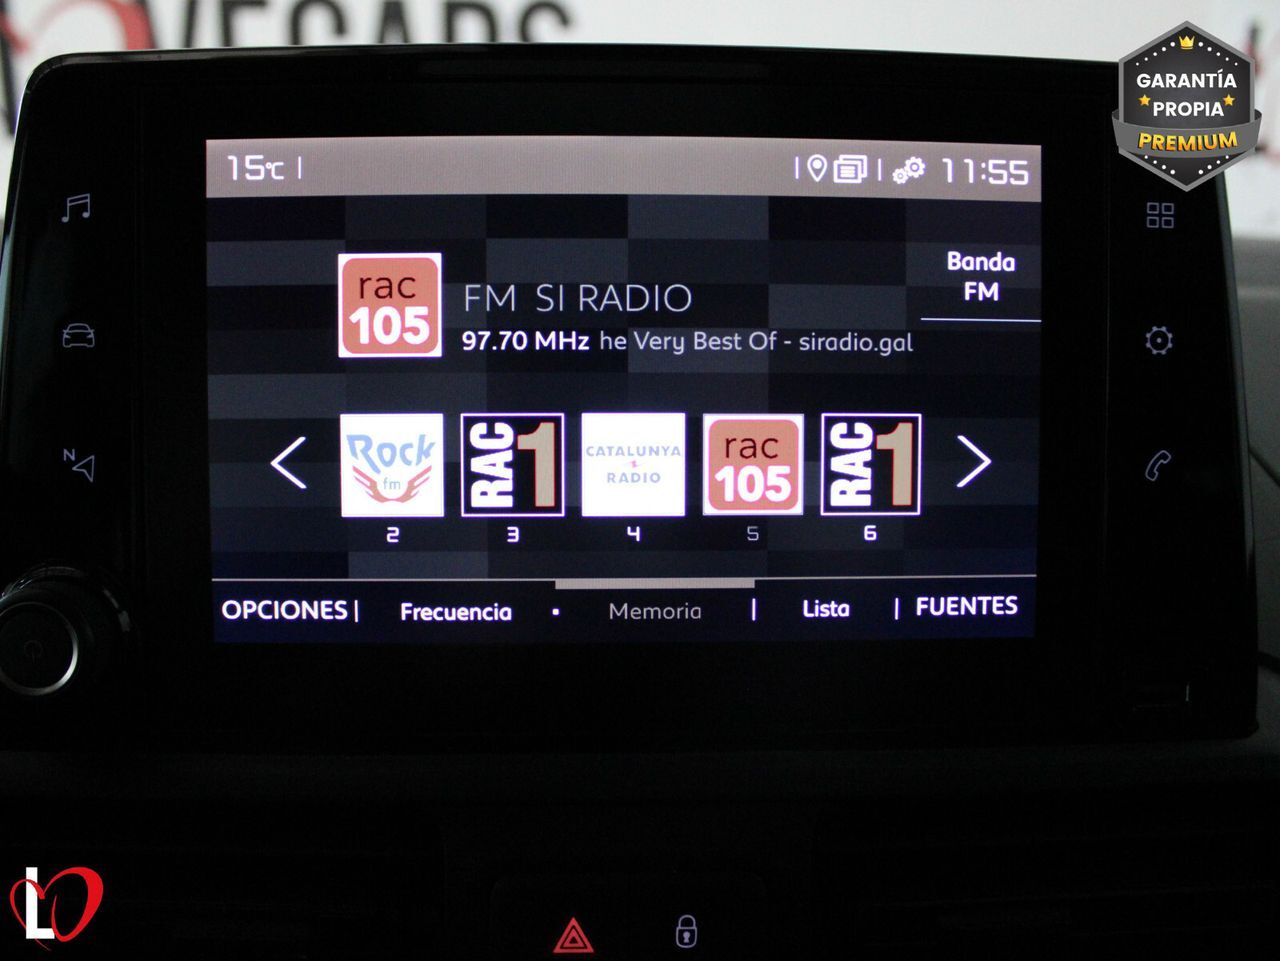 VECARS
GARANTÍA
PROPIA
PREMIUM
15°C
11:55
Banda
FM
rac
105
FM SI RADIO
97.70 MHz he Very Best Of - siradio.gal
Rock
fm
RAC1
CATALUNYA
RADIO
rac
105
RAC1
2 3 4 5 6
OPCIONES | Frecuencia • Memoria | Lista | FUENTES
N
L